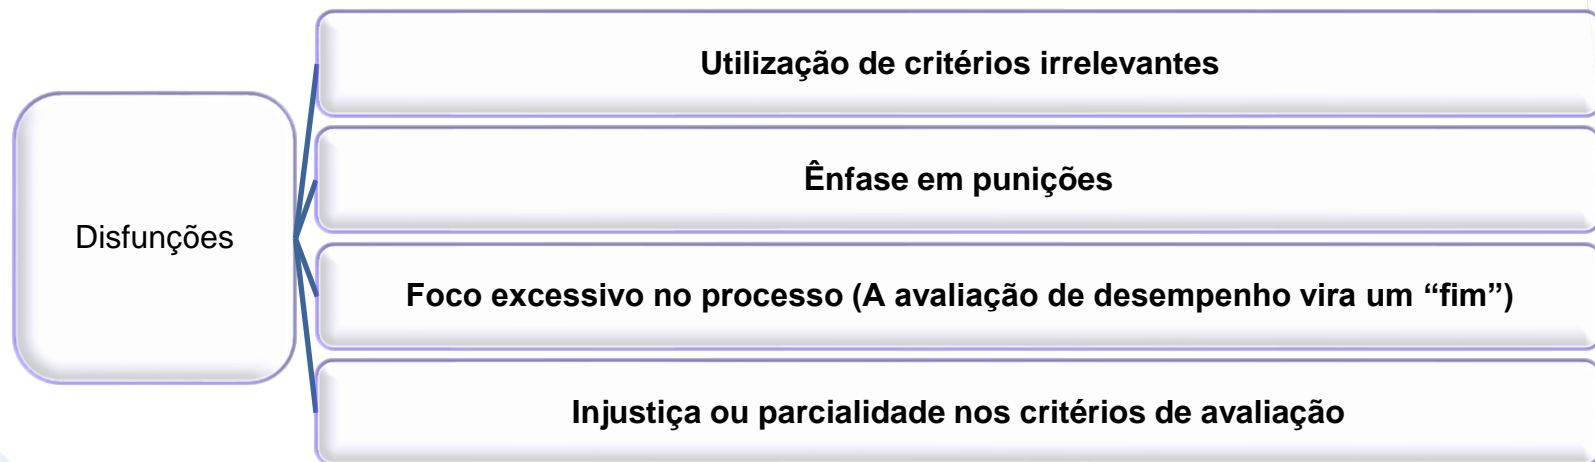 Disfunções
Utilização de critérios irrelevantes
Ênfase em punições
Foco excessivo no processo (A avaliação de desempenho vira um “fim”)
Injustiça ou parcialidade nos critérios de avaliação